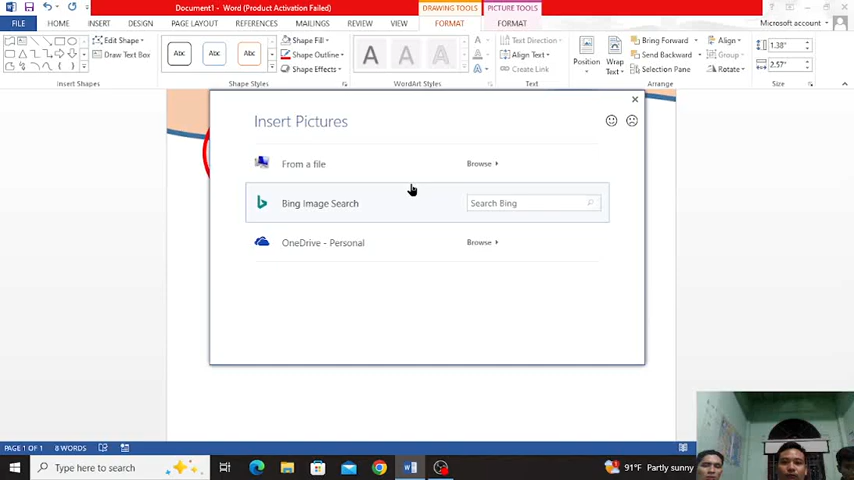 Document1 - Word (Product Activation Failed)
DRAWING TOOLS
PICTURE TOOLS
FILE
HOME
INSERT
DESIGN
PAGE LAYOUT
REFERENCES
MAILINGS
REVIEW
VIEW
FORMAT
FORMAT
Microsoft account
Edit Shape
Draw Text Box
Insert Shapes
Abc
Abc
Abc
Shape Fill
Shape Outline
Shape Effects
Shape Styles
A
A
A
WordArt Styles
Text Direction
Align Text
Create Link
Text
Position
Wrap
Text
Bring Forward
Send Backward
Selection Pane
Align
Group
Rotate
Arrange
1.38"
2.57"
Size
Insert Pictures
From a file
Browse
Bing Image Search
Search Bing
OneDrive - Personal
Browse
PAGE 1 OF 1
8 WORDS
Type here to search
91°F Partly sunny